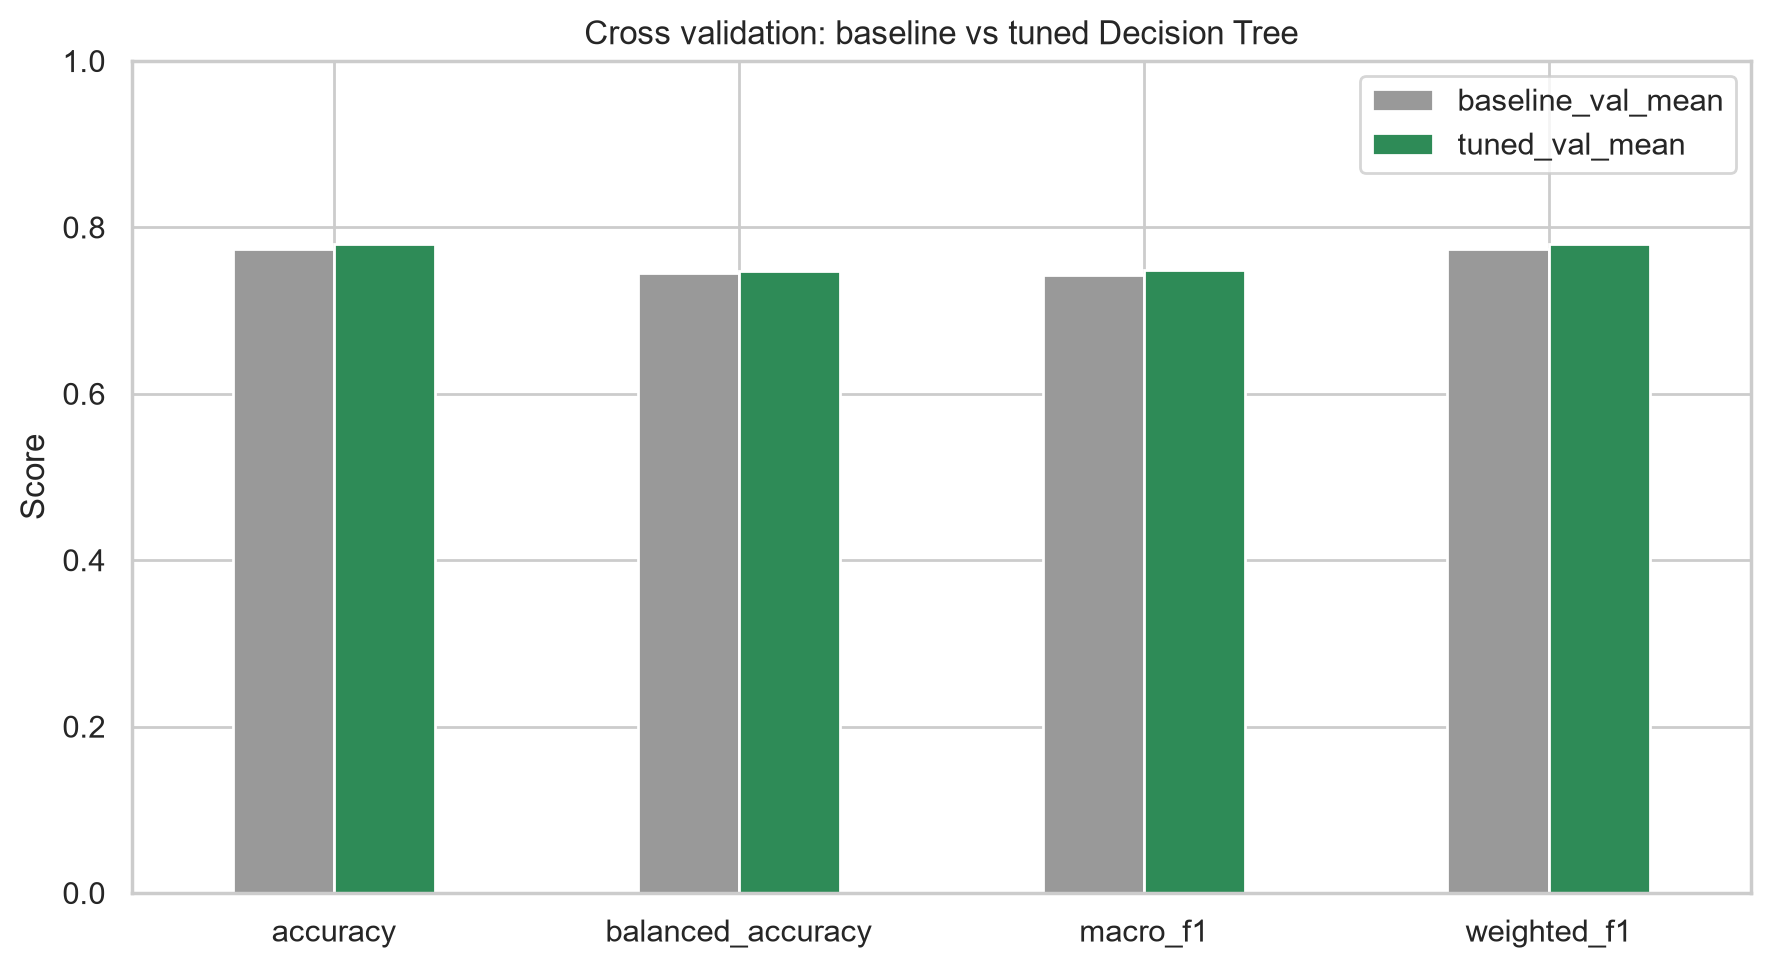 Cross validation: baseline vs tuned Decision Tree
baseline_val_mean
tuned_val_mean
1.0
0.8
0.6
0.4
0.2
0.0
Score
accuracy
balanced_accuracy
macro_f1
weighted_f1